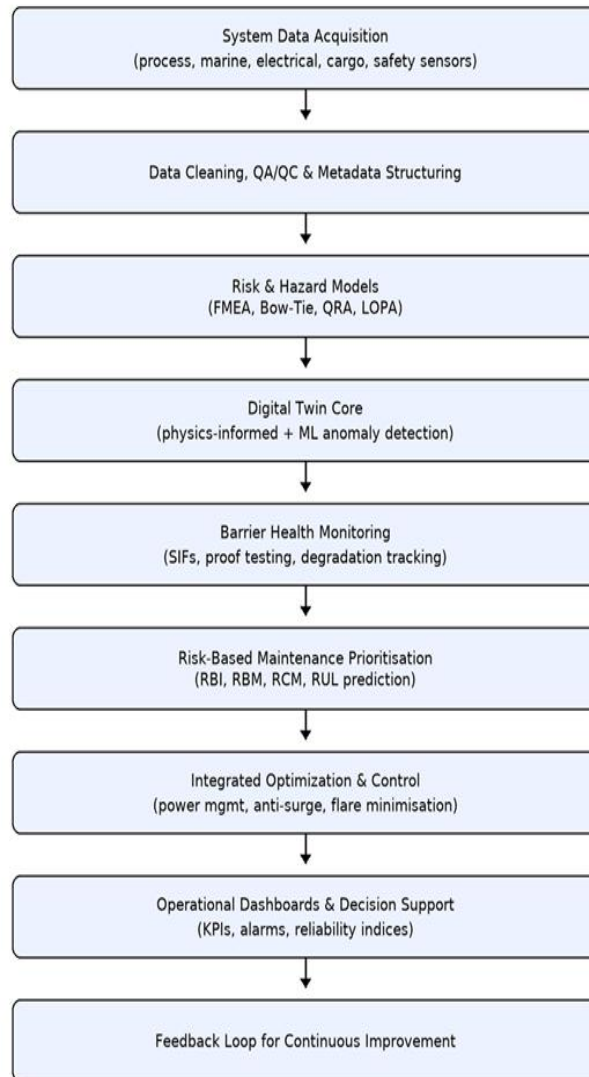 System Data Acquisition
(process, marine, electrical, cargo, safety sensors)
Data Cleaning, QA/QC & Metadata Structuring
Risk & Hazard Models
(FMEA, Bow-Tie, QRA, LOPA)
Digital Twin Core
(physics-informed + ML anomaly detection)
Barrier Health Monitoring
(SIFs, proof testing, degradation tracking)
Risk-Based Maintenance Prioritisation
(RBI, RBM, RCM, RUL prediction)
Integrated Optimization & Control
(power mgmt, anti-surge, flare minimisation)
Operational Dashboards & Decision Support
(KPIs, alarms, reliability indices)
Feedback Loop for Continuous Improvement